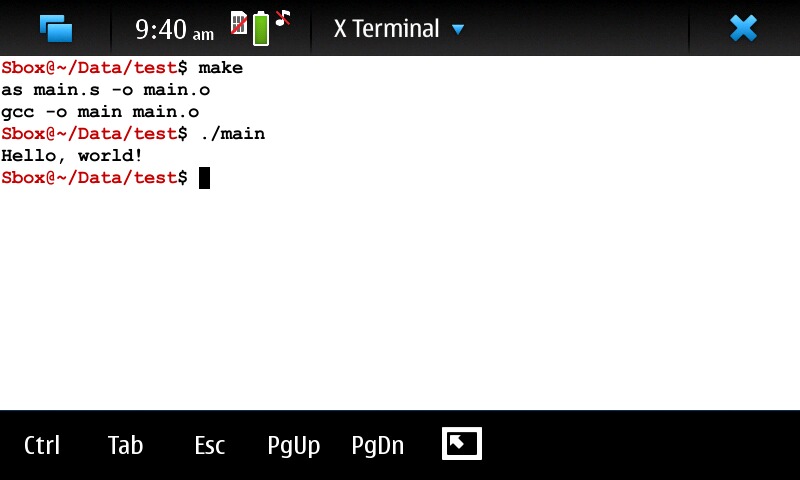 9:40 am
X Terminal
Sbox@~/Data/test$ make
as main.s -o main.o
gcc -o main main.o
Sbox@~/Data/test$ ./main
Hello, world!
Sbox@~/Data/test$
Ctrl Tab Esc PgUp PgDn